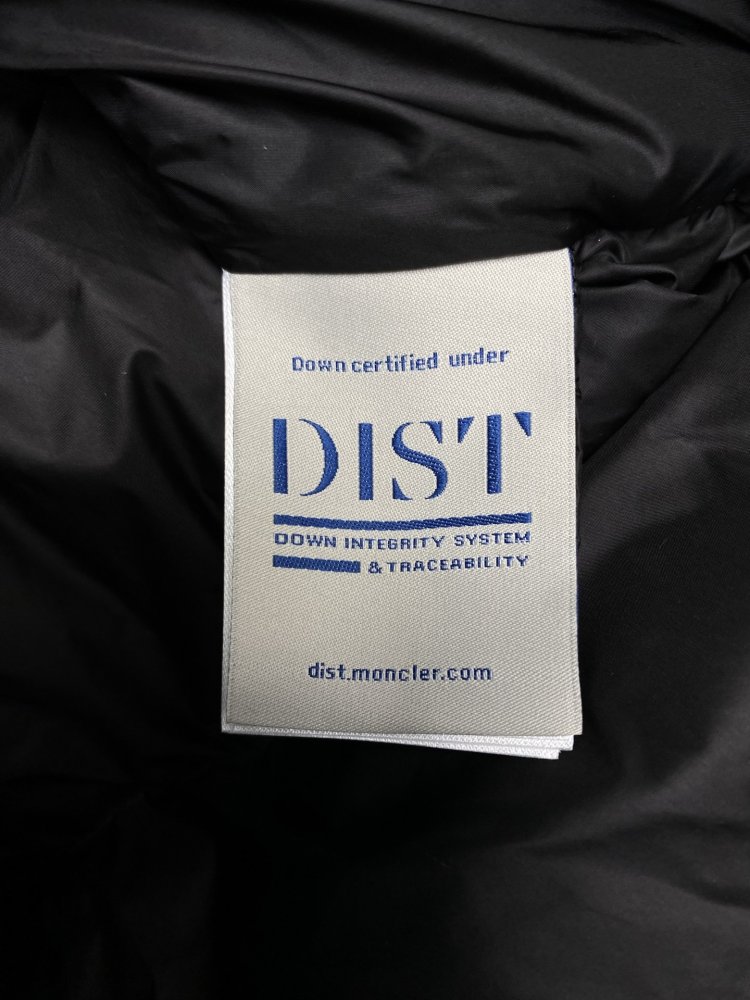 Down certified under
DIST
DOWN INTEGRITY SYSTEM
& TRACEABILITY
dist.moncler.com